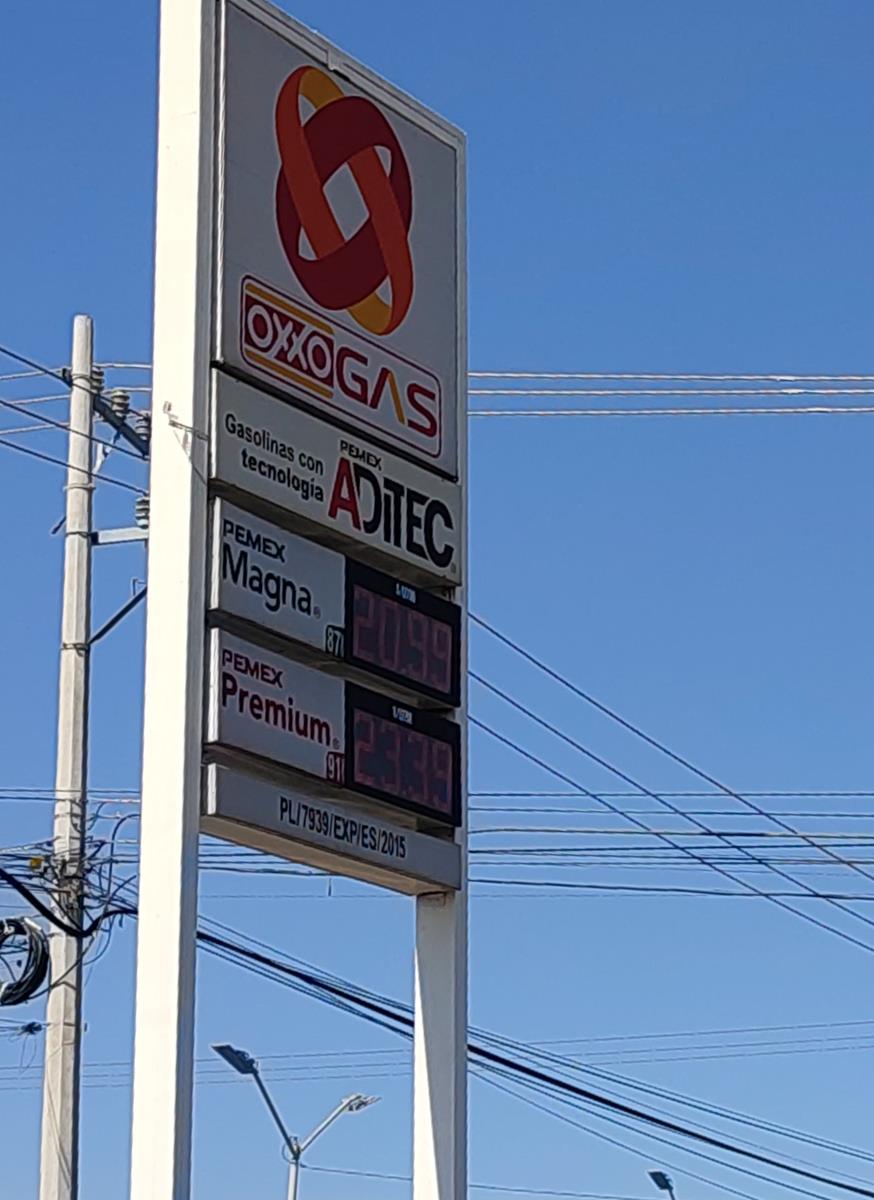 OXXO GAS
Gasolinas con
tecnología
PEMEX
ADITEC
PEMEX
Magna
87
20.99
PEMEX
Premium
91
23.39
PL/7939/EXP/ES/2015